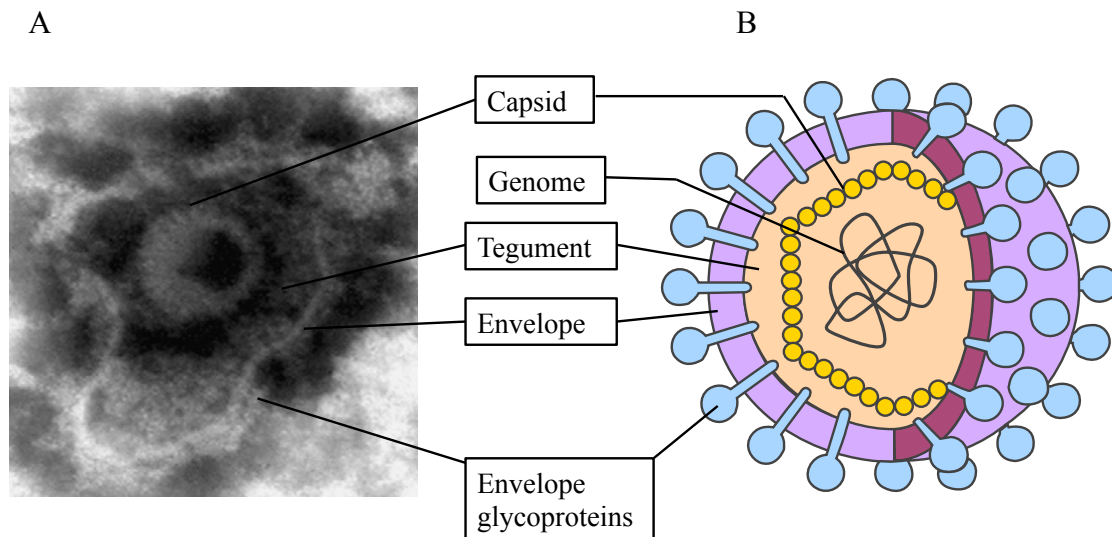 A
B
Capsid
Genome
Tegument
Envelope
Envelope
glycoproteins